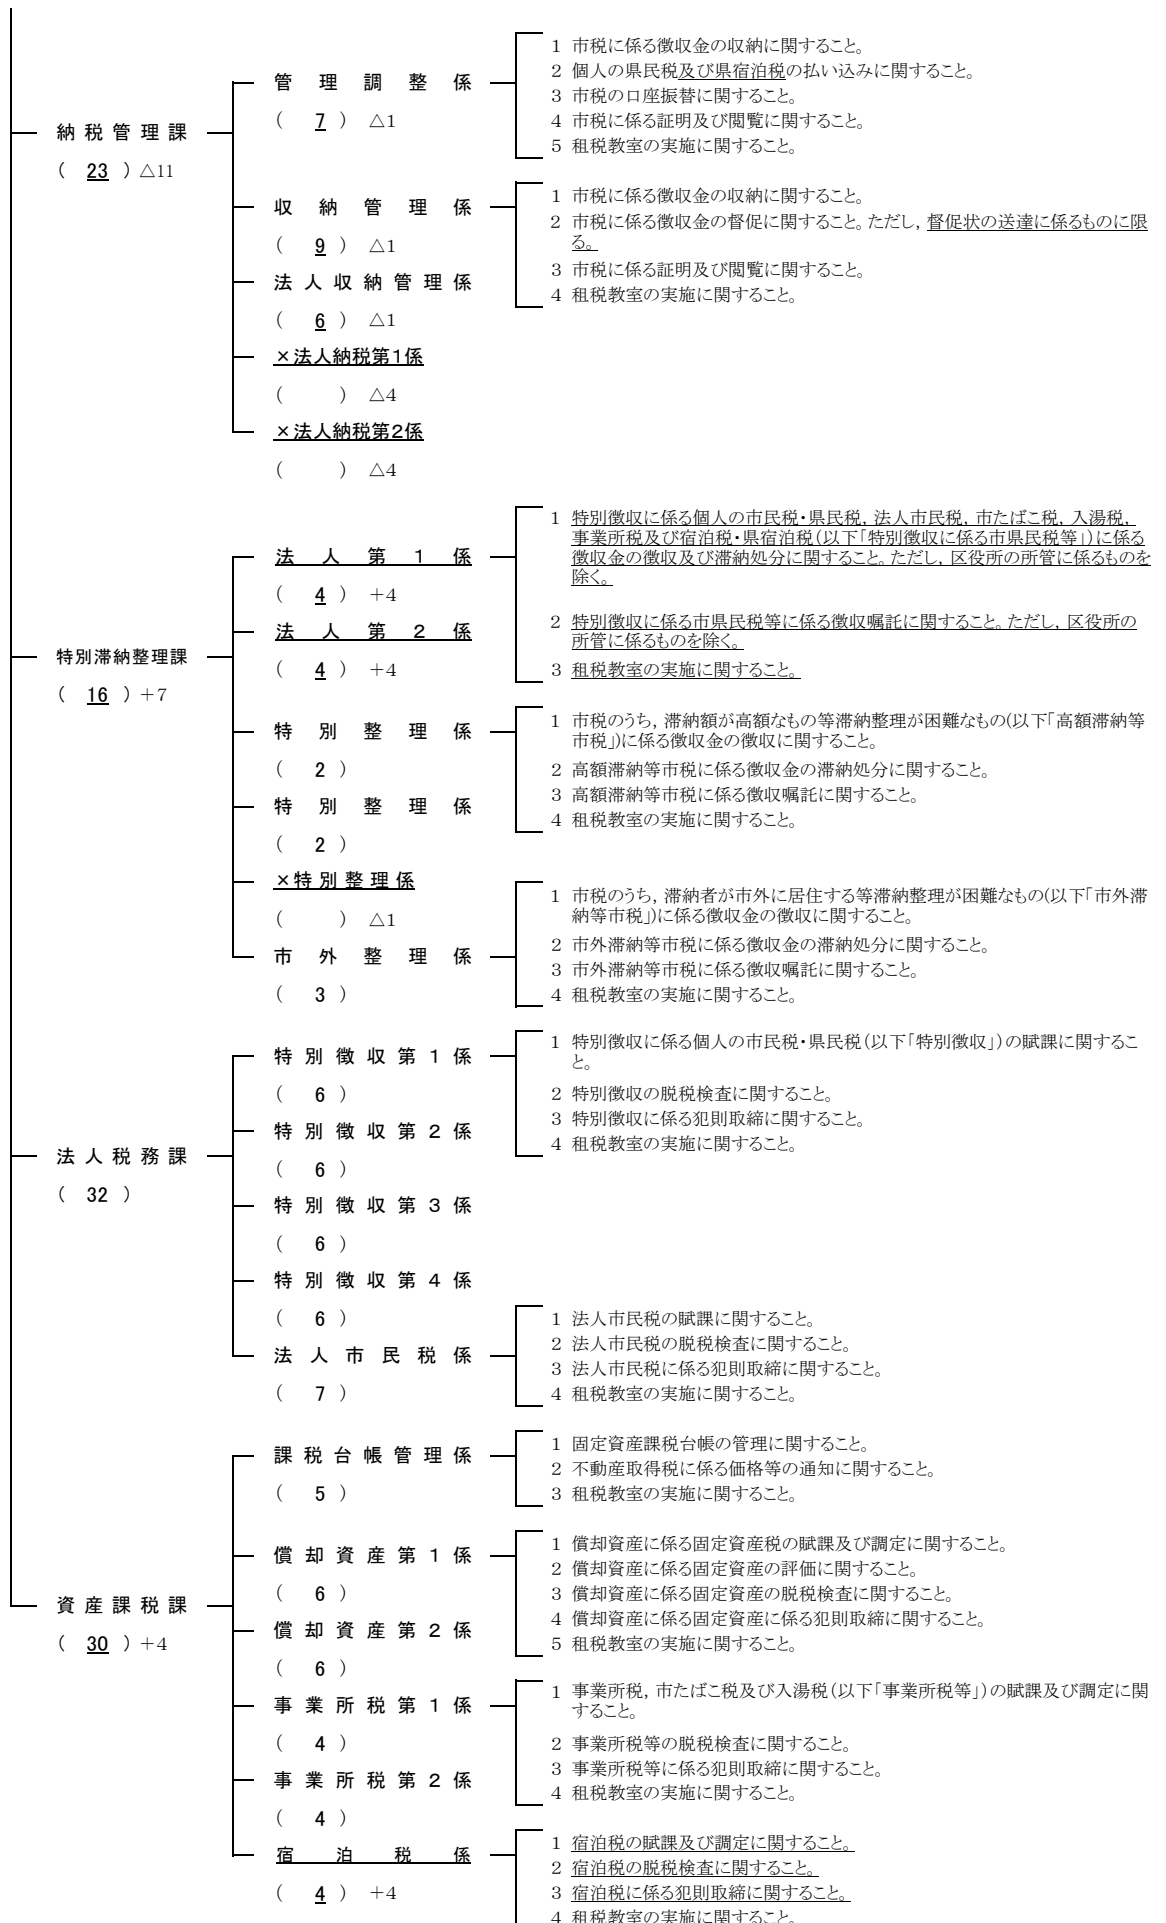 納税管理課
( 23 ) △11
管理調整係
( 7 ) △1
1 市税に係る徴収金の収納に関すること。
2 個人の県民税及び県宿泊税の払い込みに関すること。
3 市税の口座振替に関すること。
4 市税に係る証明及び閲覧に関すること。
5 租税教室の実施に関すること。
収納管理係
( 9 ) △1
1 市税に係る徴収金の収納に関すること。
2 市税に係る徴収金の督促に関すること。ただし,督促状の送達に係るものに限
る。
3 市税に係る証明及び閲覧に関すること。
4 租税教室の実施に関すること。
法人収納管理係
( 6 ) △1
×法人納税第1係
( ) △4
×法人納税第2係
( ) △4
特別滞納整理課
( 16 ) +7
法人第1係
( 4 ) +4
法人第2係
( 4 ) +4
1 特別徴収に係る個人の市民税・県民税,法人市民税,市たばこ税,入湯税,
事業所税及び宿泊税・県宿泊税(以下「特別徴収に係る市県民税等」)に係る
徴収金の徴収及び滞納処分に関すること。ただし,区役所の所管に係るものを
除く。
2 特別徴収に係る市県民税等に係る徴収嘱託に関すること。ただし,区役所の
所管に係るものを除く。
3 租税教室の実施に関すること。
特別整理係
( 2 )
特別整理係
( 2 )
1 市税のうち,滞納額が高額なもの等滞納整理が困難なもの(以下「高額滞納等
市税」)に係る徴収金の徴収に関すること。
2 高額滞納等市税に係る徴収金の滞納処分に関すること。
3 高額滞納等市税に係る徴収嘱託に関すること。
4 租税教室の実施に関すること。
×特別整理係
( ) △1
市外整理係
( 3 )
1 市税のうち,滞納者が市外に居住する等滞納整理が困難なもの(以下「市外滞
納等市税」)に係る徴収金の徴収に関すること。
2 市外滞納等市税に係る徴収金の滞納処分に関すること。
3 市外滞納等市税に係る徴収嘱託に関すること。
4 租税教室の実施に関すること。
法人税務課
( 32 )
特別徴収第1係
( 6 )
1 特別徴収に係る個人の市民税・県民税(以下「特別徴収」)の賦課に関するこ
と。
2 特別徴収の脱税検査に関すること。
3 特別徴収に係る犯則取締に関すること。
4 租税教室の実施に関すること。
特別徴収第2係
( 6 )
特別徴収第3係
( 6 )
特別徴収第4係
( 6 )
法人市民税係
( 7 )
1 法人市民税の賦課に関すること。
2 法人市民税の脱税検査に関すること。
3 法人市民税に係る犯則取締に関すること。
4 租税教室の実施に関すること。
資産課税課
( 30 ) +4
課税台帳管理係
( 5 )
1 固定資産課税台帳の管理に関すること。
2 不動産取得税に係る価格等の通知に関すること。
3 租税教室の実施に関すること。
償却資産第1係
( 6 )
償却資産第2係
( 6 )
1 償却資産に係る固定資産税の賦課及び調定に関すること。
2 償却資産に係る固定資産の評価に関すること。
3 償却資産に係る固定資産の脱税検査に関すること。
4 償却資産に係る固定資産に係る犯則取締に関すること。
5 租税教室の実施に関すること。
事業所税第1係
( 4 )
事業所税第2係
( 4 )
1 事業所税,市たばこ税及び入湯税(以下「事業所税等」)の賦課及び調定に関
すること。
2 事業所税等の脱税検査に関すること。
3 事業所税等に係る犯則取締に関すること。
4 租税教室の実施に関すること。
宿泊税係
( 4 ) +4
1 宿泊税の賦課及び調定に関すること。
2 宿泊税の脱税検査に関すること。
3 宿泊税に係る犯則取締に関すること。
4 租税教室の実施に関すること。